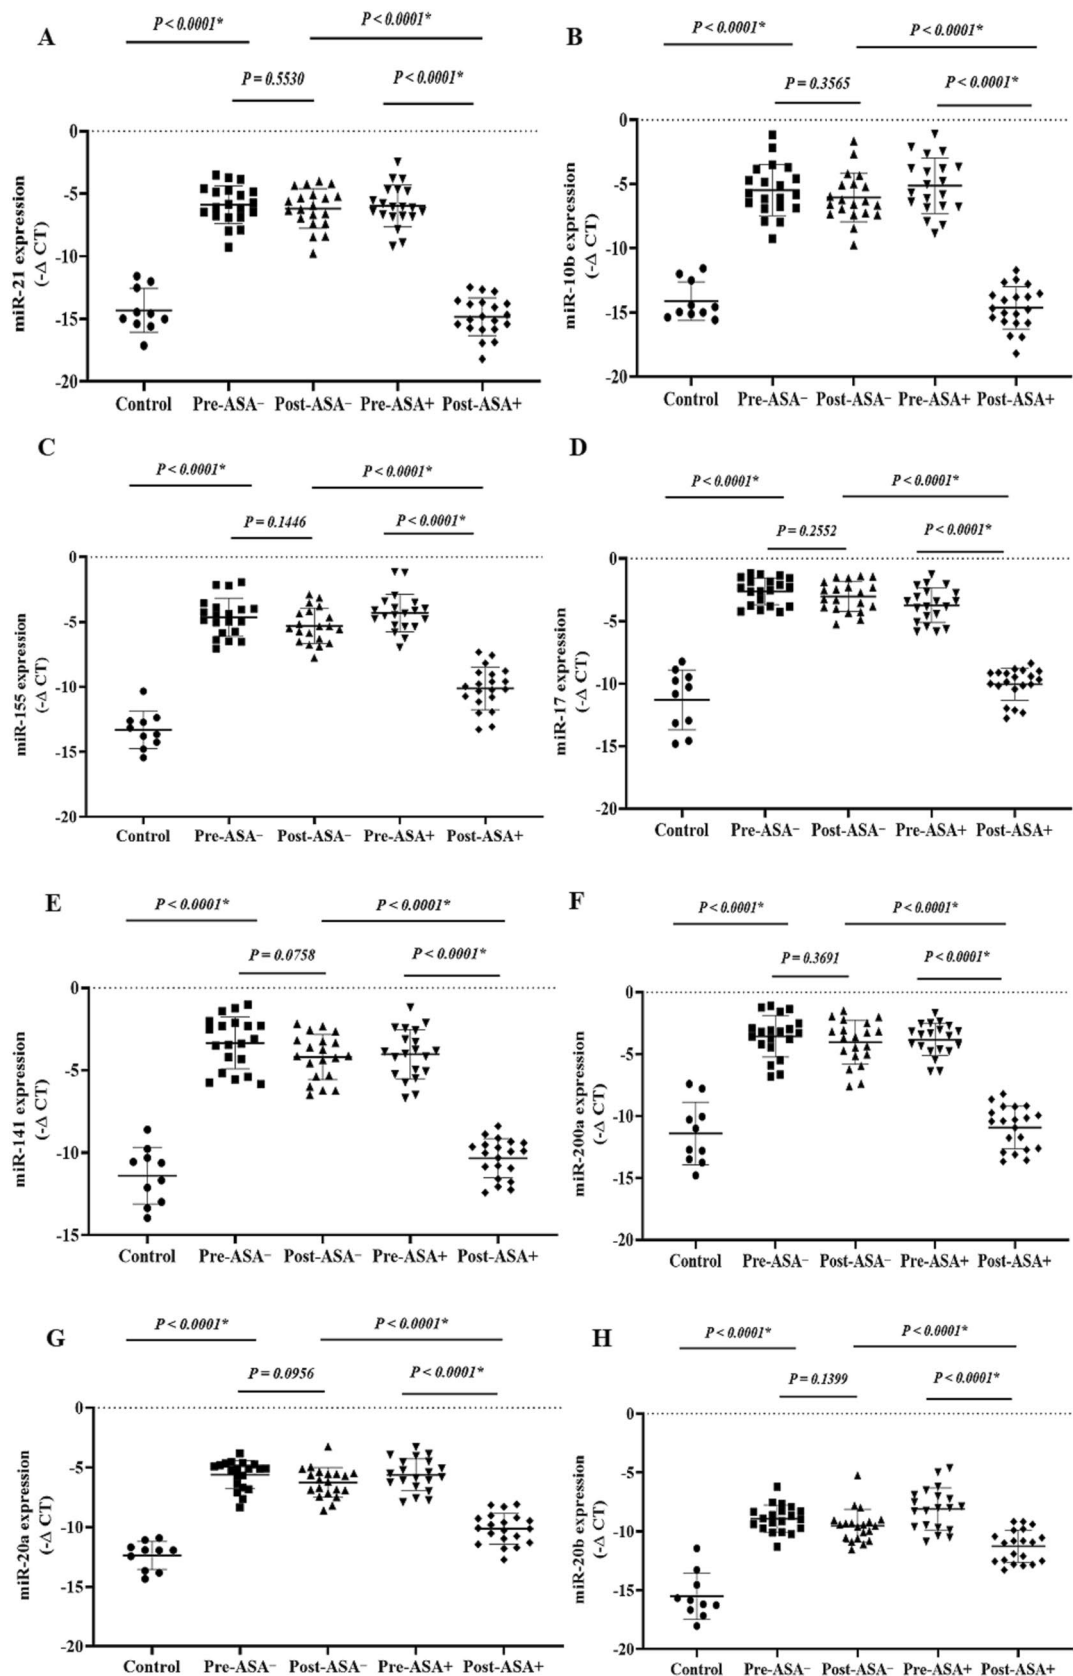 A
P < 0.0001*
P < 0.0001*
P = 0.5530
P < 0.0001*
miR-21 expression
(-Δ CT)
0
-5
-10
-15
-20
Control
Pre-ASA−
Post-ASA−
Pre-ASA+
Post-ASA+
B
P < 0.0001*
P < 0.0001*
P = 0.3565
P < 0.0001*
miR-10b expression
(-Δ CT)
0
-5
-10
-15
-20
Control
Pre-ASA−
Post-ASA−
Pre-ASA+
Post-ASA+
C
P < 0.0001*
P < 0.0001*
P = 0.1446
P < 0.0001*
miR-155 expression
(-Δ CT)
0
-5
-10
-15
-20
Control
Pre-ASA−
Post-ASA−
Pre-ASA+
Post-ASA+
D
P < 0.0001*
P < 0.0001*
P = 0.2552
P < 0.0001*
miR-17 expression
(-Δ CT)
0
-5
-10
-15
-20
Control
Pre-ASA−
Post-ASA−
Pre-ASA+
Post-ASA+
E
P < 0.0001*
P < 0.0001*
P = 0.0758
P < 0.0001*
miR-141 expression
(-Δ CT)
0
-5
-10
-15
Control
Pre-ASA−
Post-ASA−
Pre-ASA+
Post-ASA+
F
P < 0.0001*
P < 0.0001*
P = 0.3691
P < 0.0001*
miR-200a expression
(-Δ CT)
0
-5
-10
-15
-20
Control
Pre-ASA−
Post-ASA−
Pre-ASA+
Post-ASA+
G
P < 0.0001*
P < 0.0001*
P = 0.0956
P < 0.0001*
miR-20a expression
(-Δ CT)
0
-5
-10
-15
-20
Control
Pre-ASA−
Post-ASA−
Pre-ASA+
Post-ASA+
H
P < 0.0001*
P < 0.0001*
P = 0.1399
P < 0.0001*
miR-20b expression
(-Δ CT)
0
-5
-10
-15
-20
Control
Pre-ASA−
Post-ASA−
Pre-ASA+
Post-ASA+